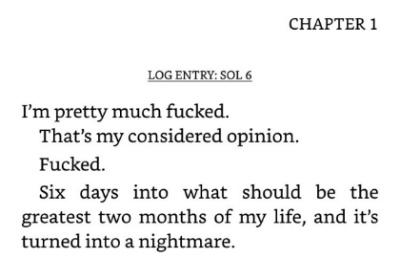 CHAPTER 1
LOG ENTRY: SOL 6
I’m pretty much fucked.
That’s my considered opinion.
Fucked.
Six days into what should be the
greatest two months of my life, and it’s
turned into a nightmare.